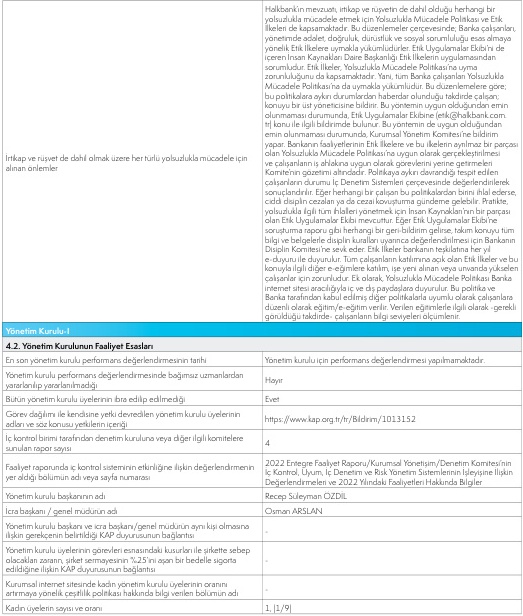 Halkbank'ın mevzuatı, irtikap ve rüşvetin de dahil olduğu herhangi bir
yolsuzlukla mücadele etmek için Yolsuzlukla Mücadele Politikası ve Etik
İlkeleri de kapsamaktadır. Bu düzenlemeler çerçevesinde; Banka çalışanları,
yönetimde adalet, doğruluk, dürüstlük ve sosyal sorumluluğu esas almaya
yönelik Etik İlkelere uymakla yükümlüdürler. Etik Uygulamalar Ekibi'ni de
içeren İnsan Kaynakları Daire Başkanlığı Etik İlkelerin uygulamasından
sorumludur. Etik İlkeler, Yolsuzlukla Mücadele Politikası'na uyma
zorunluluğunu da kapsamaktadır. Yani, tüm Banka çalışanları Yolsuzlukla
Mücadele Politikası'na da uymakla yükümlüdür. Bu düzenlemelere göre;
bu politikalara aykırı durumlardan haberdar olunduğu takdirde çalışan;
konuyu bir üst yöneticisine bildirir. Bu yöntemin uygun olduğundan emin
olunmaması durumunda, Etik Uygulamalar Ekibine (etik@halkbank.com.
tr) konu ile ilgili bildirimde bulunur. Bu yöntemin de uygun olduğundan
emin olunmaması durumunda, Kurumsal Yönetim Komitesi'ne bildirim
yapar. Bankanın faaliyetlerinin Etik İlkelere ve bu ilkelerin ayrılmaz bir parçası
olan Yolsuzlukla Mücadele Politikası'na uygun olarak gerçekleştirilmesi
ve çalışanların iş ahlakına uygun olarak görevlerini yerine getirmeleri
Komite'nin gözetimi altındadır. Politikaya aykırı davrandığı tespit edilen
çalışanların durumu İç Denetim Sistemleri çerçevesinde değerlendirilerek
sonuçlandırılır. Eğer herhangi bir çalışan bu politikalardan birini ihlal ederse,
ciddi disiplin cezaları ya da cezai kovuşturma gündeme gelebilir. Pratikte,
yolsuzlukla ilgili tüm ihlalleri yönetmek için İnsan Kaynakları'nın bir parçası
olan Etik Uygulamalar Ekibi mevcuttur. Eğer Etik Uygulamalar Ekibi'ne
soruşturma raporu gibi herhangi bir geri-bildirim gelirse, takım konuyu tüm
bilgi ve belgelerle disiplin kuralları uyarınca değerlendirilmesi için Bankanın
Disiplin Komitesi'ne sevk eder. Etik İlkeler bankanın teşkilatına her yıl
e-duyuru ile duyurulur. Tüm çalışanların katılımına açık olan Etik İlkeler ve bu
konuyla ilgili diğer e-eğimlere katılım, işe yeni alınan veya unvanda yükselen
çalışanlar için zorunludur. Ek olarak, Yolsuzlukla Mücadele Politikası Banka
internet sitesi aracılığıyla iç ve dış paydaşlara duyurulur. Bu politika ve
Banka tarafından kabul edilmiş diğer politikalarla uyumlu olarak çalışanlara
düzenli olarak eğitim/e-eğitim verilir. Verilen eğitimlerle ilgili olarak -gerekli
görüldüğü takdirde- çalışanların bilgi seviyeleri ölçümlenir.
İrtikap ve rüşvet de dahil olmak üzere her türlü yolsuzlukla mücadele için
alınan önlemler
Yönetim Kurulu-I
4.2. Yönetim Kurulunun Faaliyet Esasları
En son yönetim kurulu performans değerlendirmesinin tarihi
Yönetim kurulu için performans değerlendirmesi yapılmamaktadır.
Yönetim kurulu performans değerlendirmesinde bağımsız uzmanlardan
yararlanılıp yararlanılmadığı
Hayır
Bütün yönetim kurulu üyelerinin ibra edilip edilmediği
Evet
Görev dağılımı ile kendisine yetki devredilen yönetim kurulu üyelerinin
adları ve söz konusu yetkilerin içeriği
https://www.kap.org.tr/tr/Bildirim/1013152
İç kontrol birimi tarafından denetim kuruluna veya diğer ilgili komitelere
sunulan rapor sayısı
4
Faaliyet raporunda iç kontrol sisteminin etkinliğine ilişkin değerlendirmenin
yer aldığı bölümün adı veya sayfa numarası
2022 Entegre Faaliyet Raporu/Kurumsal Yönetişim/Denetim Komitesi'nin
İç Kontrol, Uyum, İç Denetim ve Risk Yönetim Sistemlerinin İşleyişine İlişkin
Değerlendirmeleri ve 2022 Yılındaki Faaliyetleri Hakkında Bilgiler
Yönetim kurulu başkanının adı
Recep Süleyman ÖZDİL
İcra başkanı / genel müdürün adı
Osman ARSLAN
Yönetim kurulu başkanı ve icra başkanı/genel müdürün aynı kişi olmasına
ilişkin gerekçenin belirtildiği KAP duyurusunun bağlantısı
-
Yönetim kurulu üyelerinin görevleri esnasındaki kusurları ile şirkette sebep
olacakları zararın, şirket sermayesinin %25'ini aşan bir bedelle sigorta
edildiğine ilişkin KAP duyurusunun bağlantısı
-
Kurumsal internet sitesinde kadın yönetim kurulu üyelerinin oranını
artırmaya yönelik çeşitlilik politikası hakkında bilgi verilen bölümün adı
-
Kadın üyelerin sayısı ve oranı
1, (1/9)